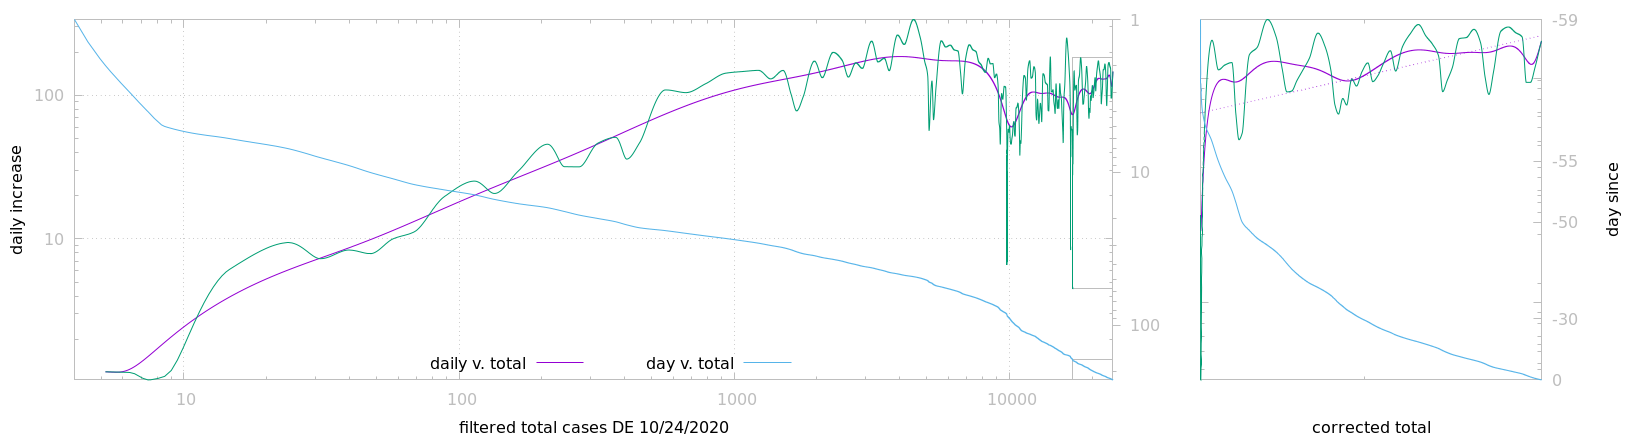 1
-59
100
10
-55
-50
10
100
-30
0
daily increase
day since
daily v. total
day v. total
10
100
1000
10000
filtered total cases DE 10/24/2020
corrected total